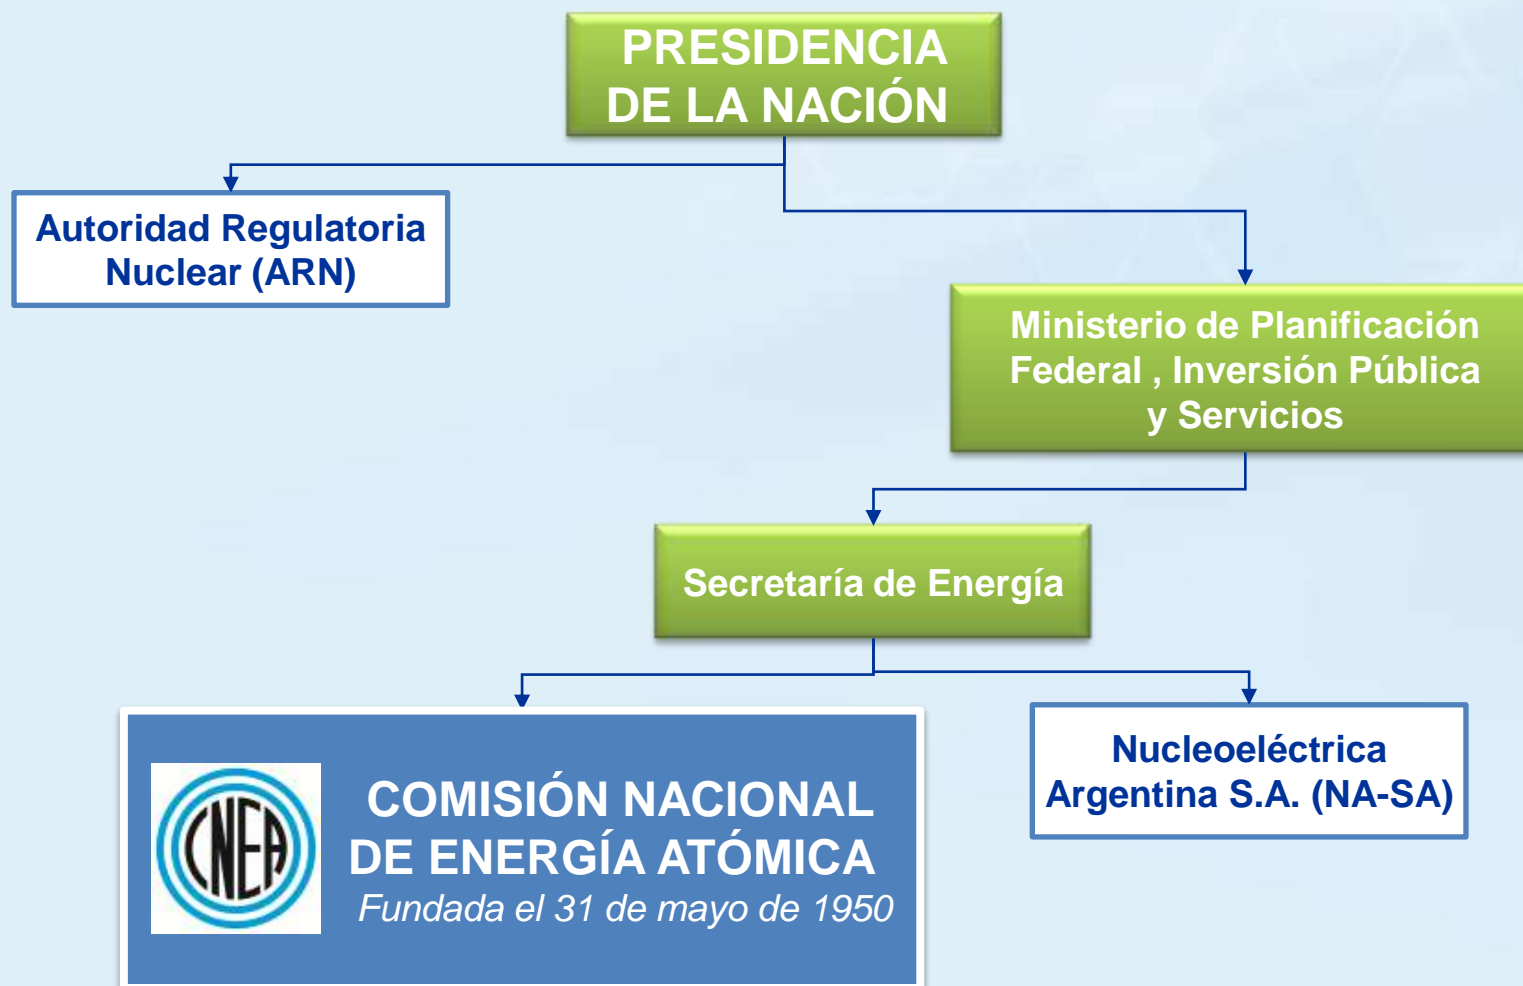 PRESIDENCIA
DE LA NACIÓN
Autoridad Regulatoria
Nuclear (ARN)
Ministerio de Planificación
Federal , Inversión Pública
y Servicios
Secretaría de Energía
CNEA
COMISIÓN NACIONAL
DE ENERGÍA ATÓMICA
Fundada el 31 de mayo de 1950
Nucleoeléctrica
Argentina S.A. (NA-SA)